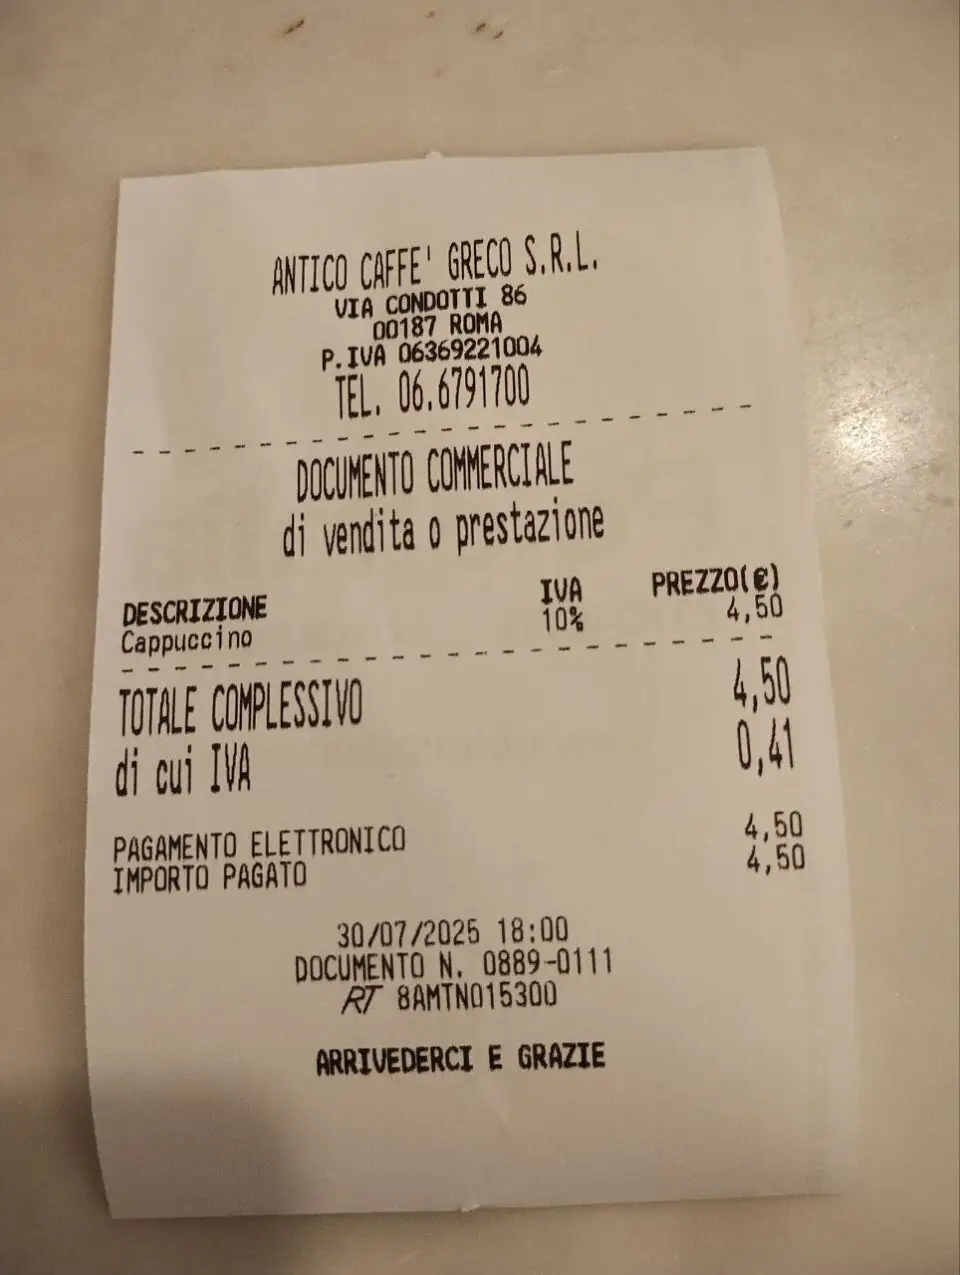 ANTICO CAFFE' GRECO S.R.L.
VIA CONDOTTI 86
00187 ROMA
P.IVA 06369221004
TEL. 06.6791700
DOCUMENTO COMMERCIALE
di vendita o prestazione
DESCRIZIONE IVA PREZZO(€)
Cappuccino 10% 4,50
TOTALE COMPLESSIVO 4,50
di cui IVA 0,41
PAGAMENTO ELETTRONICO 4,50
IMPORTO PAGATO 4,50
30/07/2025 18:00
DOCUMENTO N. 0889-0111
RT 8AMTN015300
ARRIVEDERCI E GRAZIE